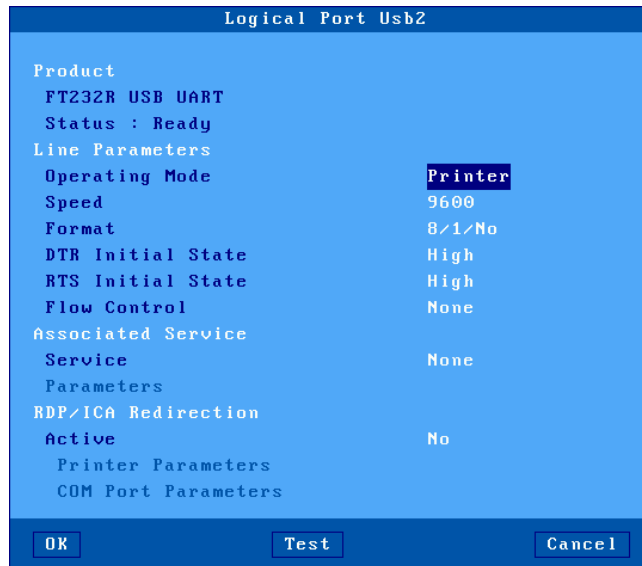 Logical Port Usb2
Product
FT232R USB UART
Status : Ready
Line Parameters
Operating Mode Printer
Speed 9600
Format 8/1/No
DTR Initial State High
RTS Initial State High
Flow Control None
Associated Service
Service None
Parameters
RDP/ICA Redirection
Active No
Printer Parameters
COM Port Parameters
OK Test Cancel